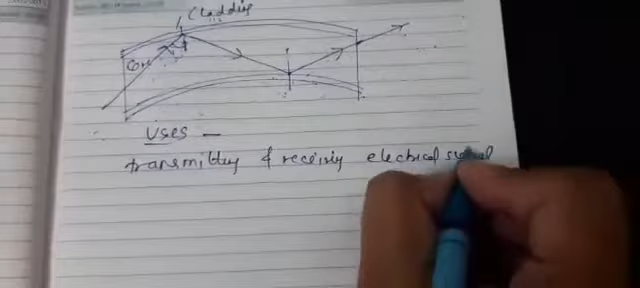 Cladding
Core
Uses —
transmitting & receiving electrical signal